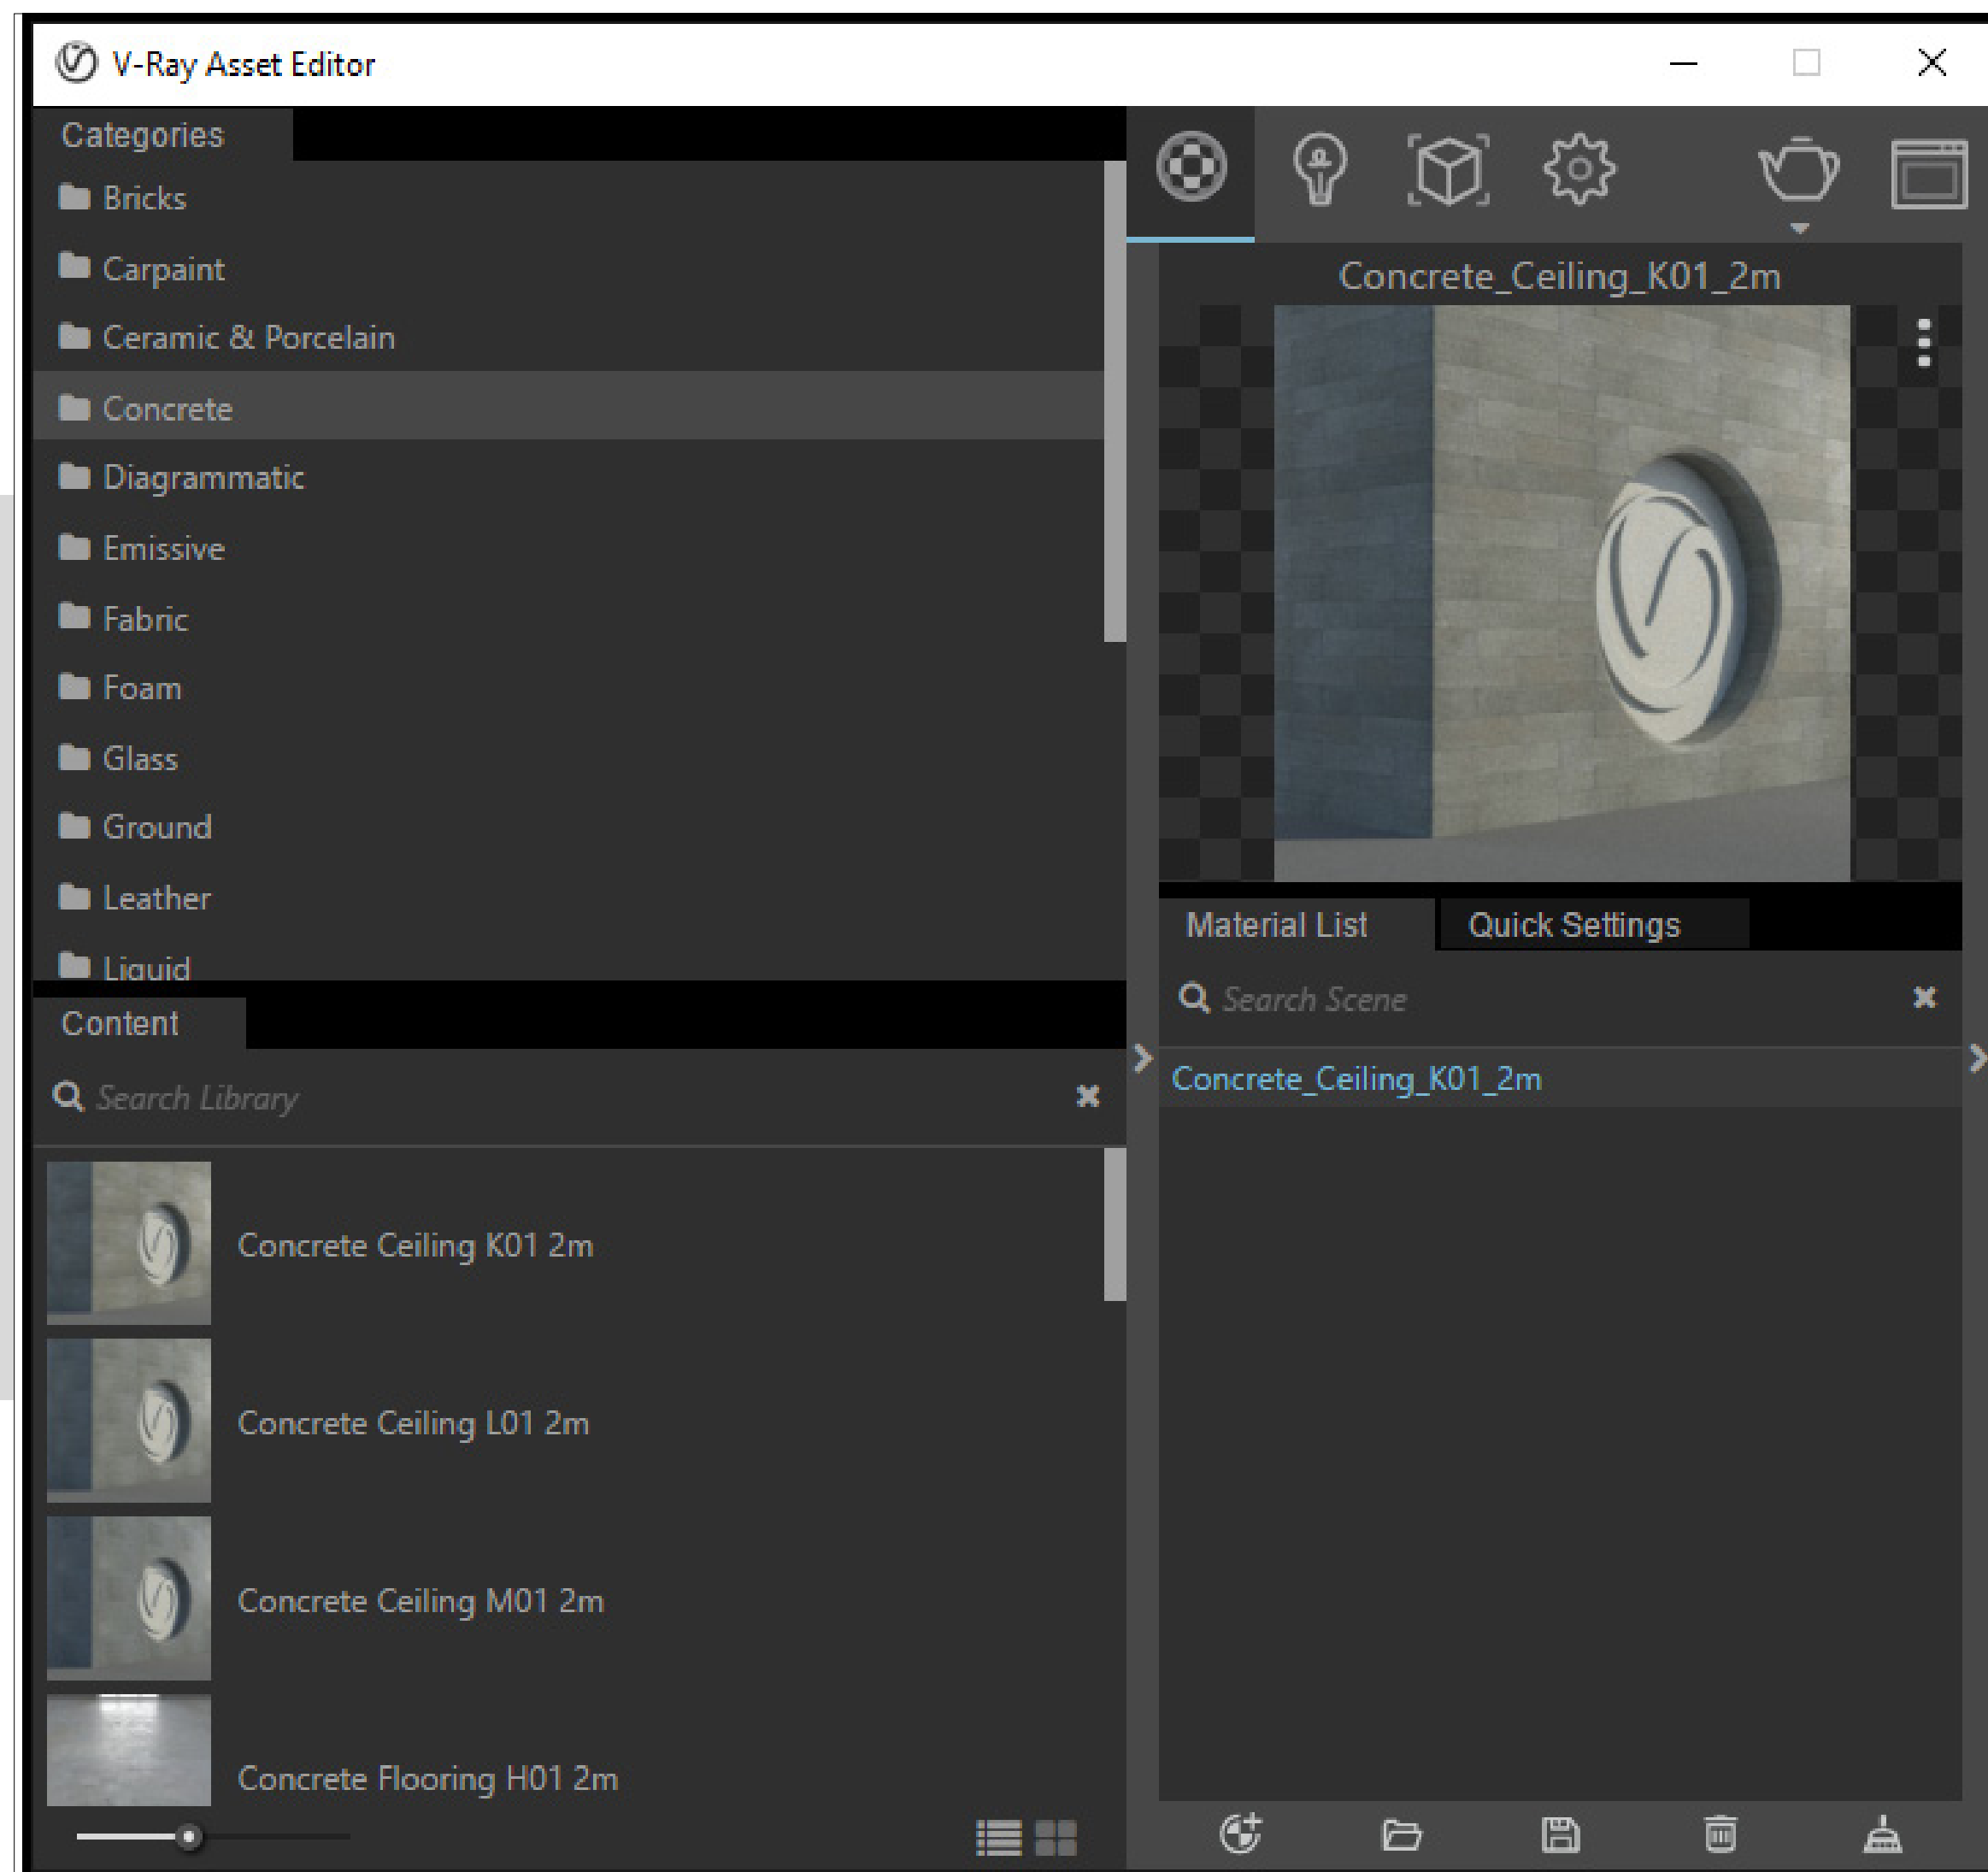 V-Ray Asset Editor
Categories
Bricks
Carpaint
Ceramic & Porcelain
Concrete
Diagrammatic
Emissive
Fabric
Foam
Glass
Ground
Leather
Liquid
Content
Search Library
Concrete Ceiling K01 2m
Concrete Ceiling L01 2m
Concrete Ceiling M01 2m
Concrete Flooring H01 2m
Concrete_Ceiling_K01_2m
Material List
Quick Settings
Search Scene
Concrete_Ceiling_K01_2m